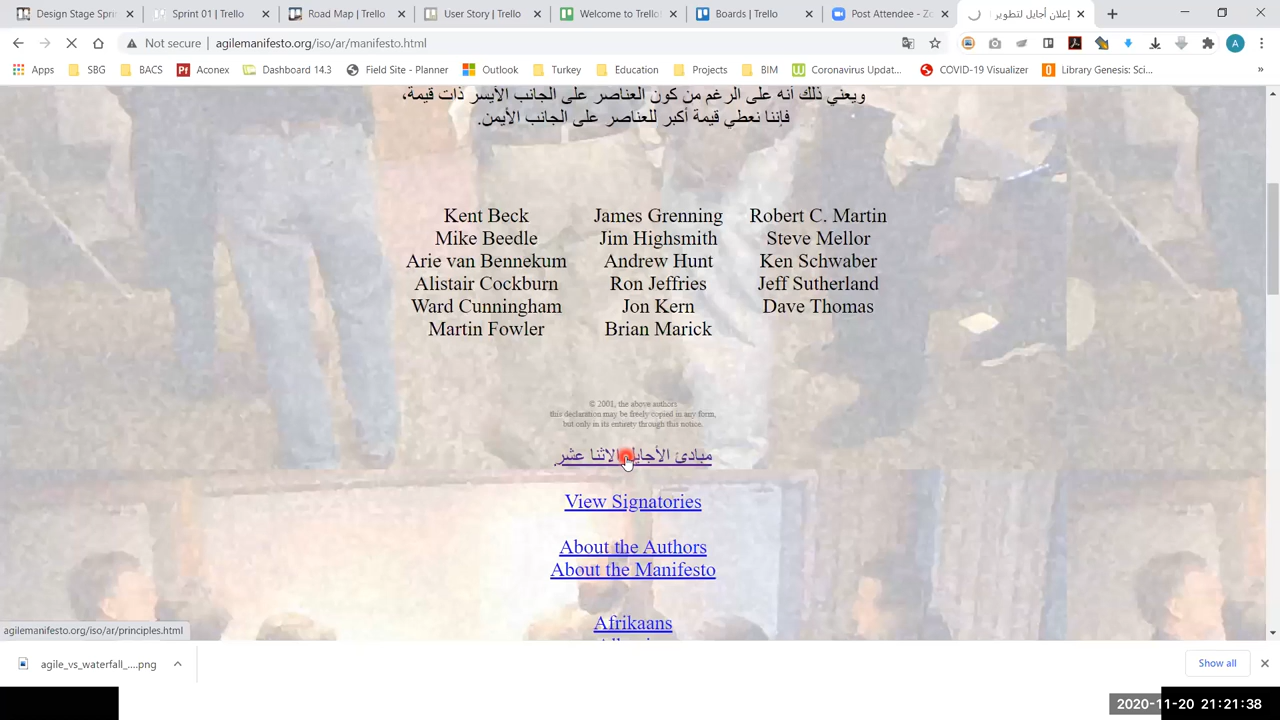 Design Stage Spri
Sprint 01 | Trello
Road Map | Trello
User Story | Trello
Welcome to Trello!
Boards | Trello
Post Attendee - Zo
إعلان أجايل لتطوير ا
Not secure
agilemanifesto.org/iso/ar/manifesto.html
Apps
SBG
BACS
Aconex
Dashboard 14.3
Field Site - Planner
Outlook
Turkey
Education
Projects
BIM
Coronavirus Updat...
COVID-19 Visualizer
Library Genesis: Sci...
ويعني ذلك أنه على الرغم من كون العناصر على الجانب الأيسر ذات قيمة،
فإننا نعطي قيمة أكبر للعناصر على الجانب الأيمن.
Kent Beck
Mike Beedle
Arie van Bennekum
Alistair Cockburn
Ward Cunningham
Martin Fowler
James Grenning
Jim Highsmith
Andrew Hunt
Ron Jeffries
Jon Kern
Brian Marick
Robert C. Martin
Steve Mellor
Ken Schwaber
Jeff Sutherland
Dave Thomas
© 2001, the above authors
this declaration may be freely copied in any form,
but only in its entirety through this notice.
مبادئ الأجايل الاثنا عشر
View Signatories
About the Authors
About the Manifesto
Afrikaans
agilemanifesto.org/iso/ar/principles.html
agile_vs_waterfall_....png
Show all
2020-11-20 21:21:38